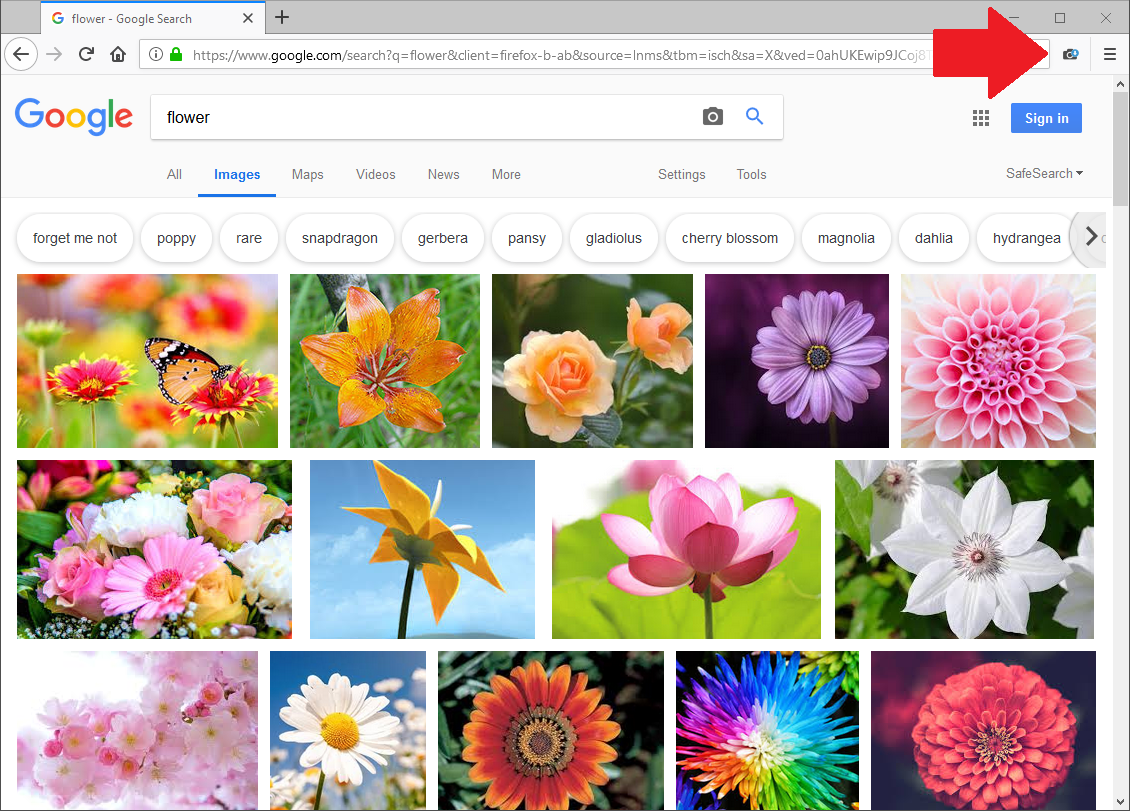 flower - Google Search
https://www.google.com/search?q=flower&client=firefox-b-ab&source=lnms&tbm=isch&sa=X&ved=0ahUKEwip9JCoj8
Google
flower
Sign in
All Images Maps Videos News More Settings Tools SafeSearch
forget me not poppy rare snapdragon gerbera pansy gladiolus cherry blossom magnolia dahlia hydrangea